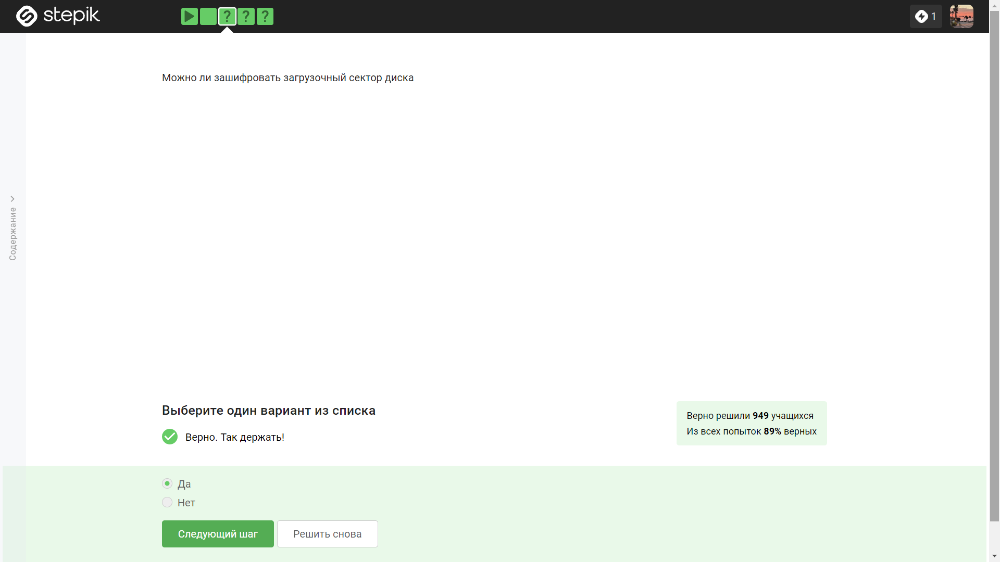 stepik
? ? ?
1
Содержание
Можно ли зашифровать загрузочный сектор диска
Выберите один вариант из списка
Верно. Так держать!
Верно решили 949 учащихся
Из всех попыток 89% верных
Да
Нет
Следующий шаг
Решить снова